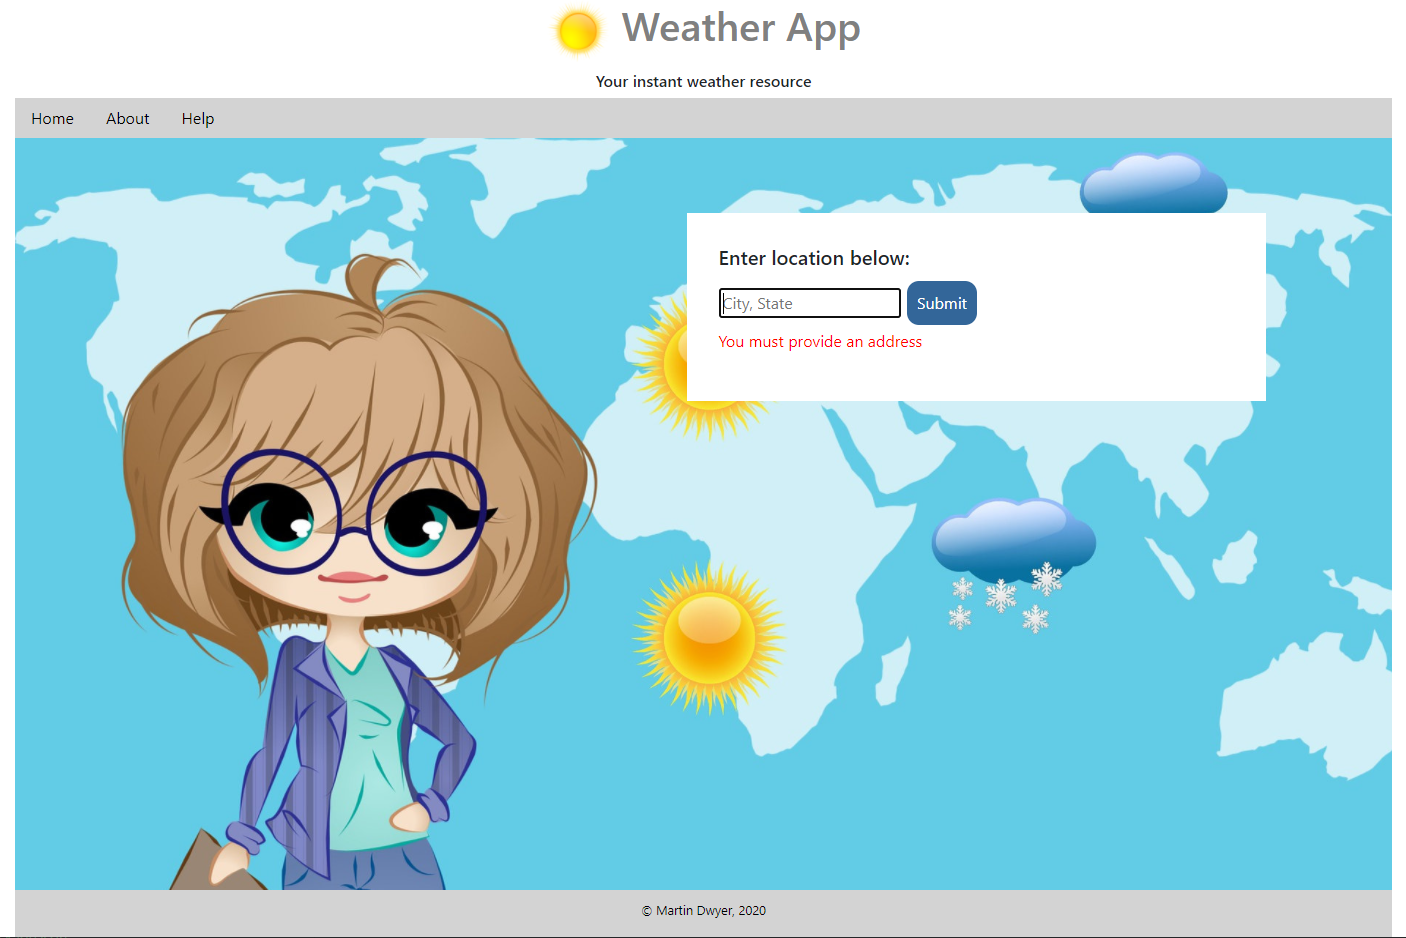 Weather App
Your instant weather resource
Home About Help
Enter location below:
City, State Submit
You must provide an address
© Martin Dwyer, 2020